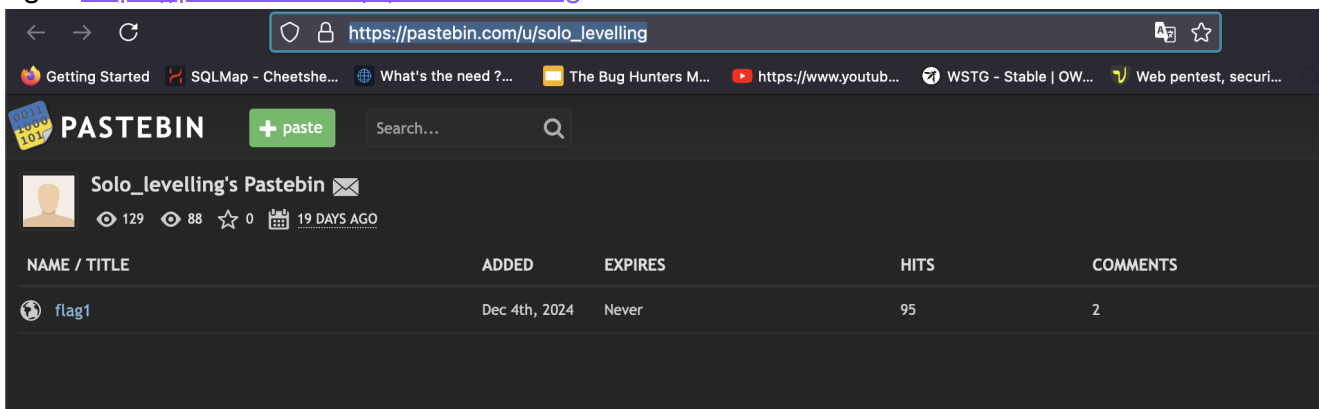 https://pastebin.com/u/solo_levelling
Getting Started SQLMap - Cheetshe... What's the need ?... The Bug Hunters M... https://www.youtub... WSTG - Stable | OW... Web pentest, securi...
PASTEBIN + paste Search...
Solo_levelling's Pastebin
129 88 0 19 DAYS AGO
NAME / TITLE ADDED EXPIRES HITS COMMENTS
flag1 Dec 4th, 2024 Never 95 2